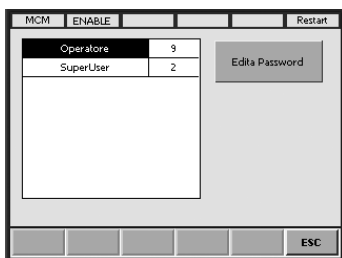 MCM ENABLE Restart
Operatore 9
SuperUser 2
Edita Password
ESC